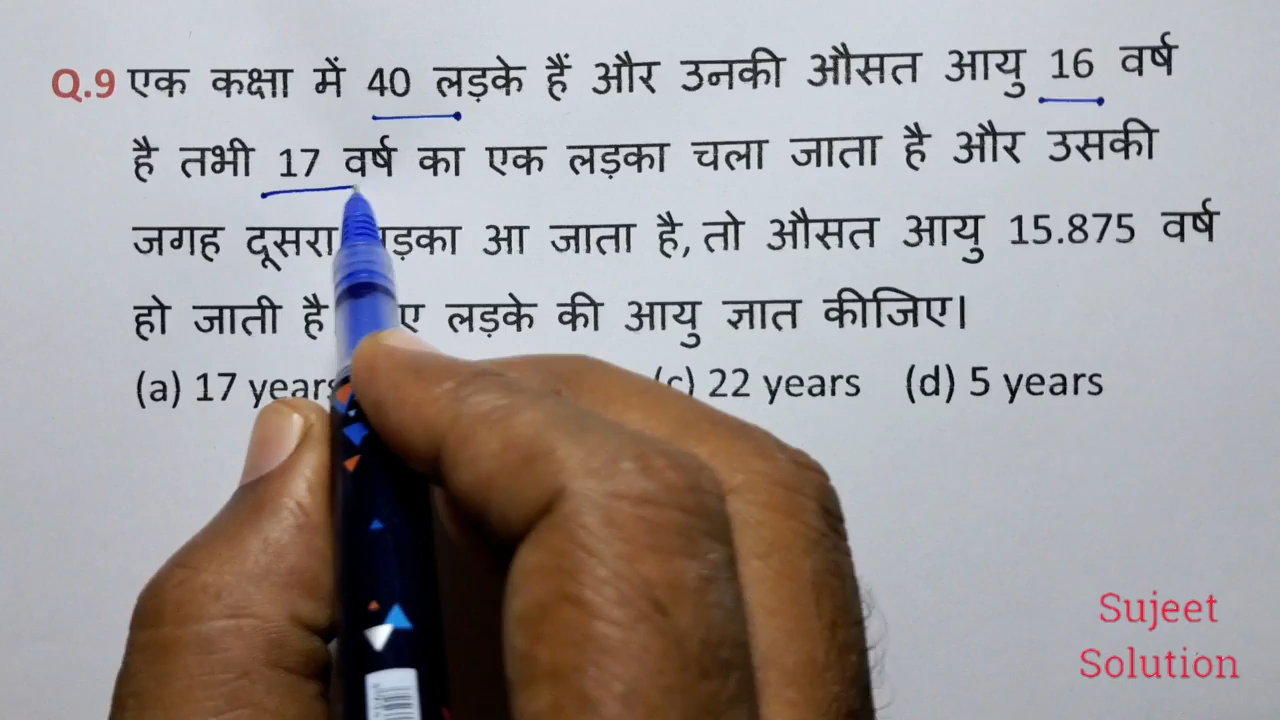 Q.9 एक कक्षा में 40 लड़के हैं और उनकी औसत आयु 16 वर्ष
है तभी 17 वर्ष का एक लड़का चला जाता है और उसकी
जगह दूसरा आ जाता है, तो औसत आयु 15.875 वर्ष
हो जाती है लड़के की आयु ज्ञात कीजिए।
(a) 17 years (c) 22 years (d) 5 years
Sujeet
Solution